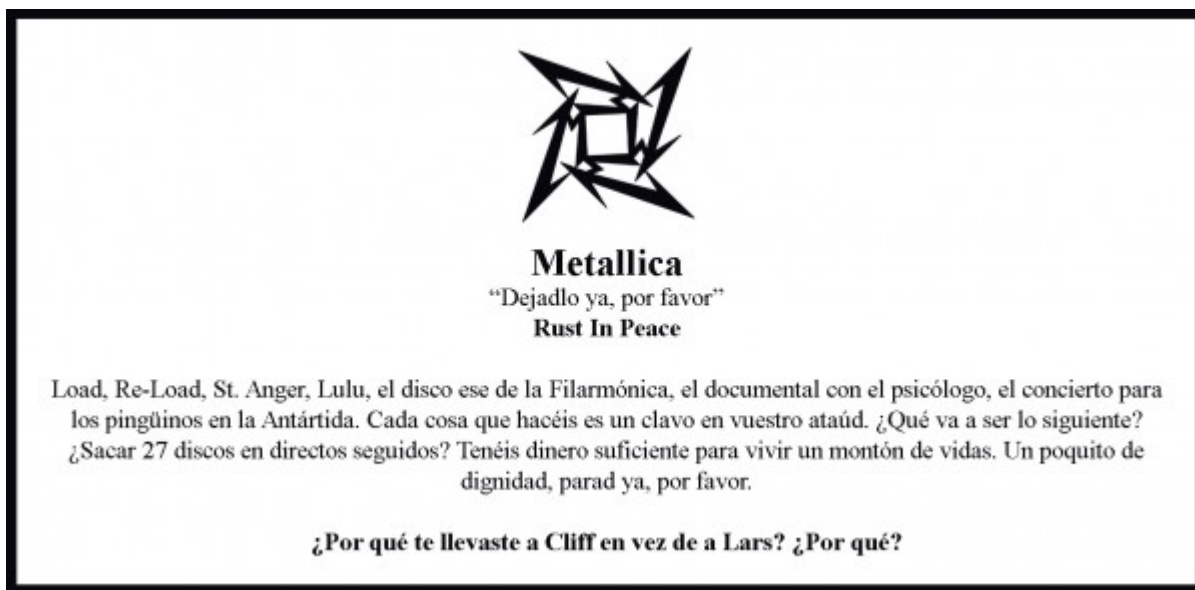 Metallica
“Dejadlo ya, por favor”
Rust In Peace
Load, Re-Load, St. Anger, Lulu, el disco ese de la Filarmónica, el documental con el psicólogo, el concierto para
los pingüinos en la Antártida. Cada cosa que hacéis es un clavo en vuestro ataúd. ¿Qué va a ser lo siguiente?
¿Sacar 27 discos en directos seguidos? Tenéis dinero suficiente para vivir un montón de vidas. Un poquito de
dignidad, parad ya, por favor.
¿Por qué te llevaste a Cliff en vez de a Lars? ¿Por qué?